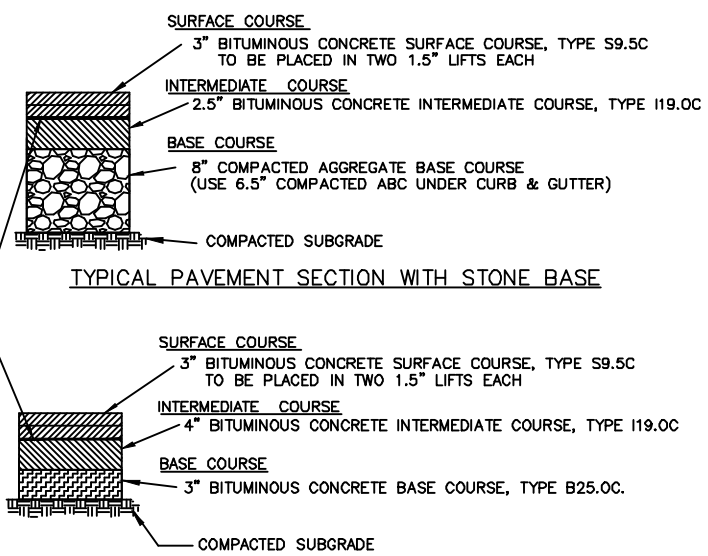 SURFACE COURSE
3" BITUMINOUS CONCRETE SURFACE COURSE, TYPE S9.5C
TO BE PLACED IN TWO 1.5" LIFTS EACH
INTERMEDIATE COURSE
2.5" BITUMINOUS CONCRETE INTERMEDIATE COURSE, TYPE I19.0C
BASE COURSE
8" COMPACTED AGGREGATE BASE COURSE
(USE 6.5" COMPACTED ABC UNDER CURB & GUTTER)
COMPACTED SUBGRADE
TYPICAL PAVEMENT SECTION WITH STONE BASE
SURFACE COURSE
3" BITUMINOUS CONCRETE SURFACE COURSE, TYPE S9.5C
TO BE PLACED IN TWO 1.5" LIFTS EACH
INTERMEDIATE COURSE
4" BITUMINOUS CONCRETE INTERMEDIATE COURSE, TYPE I19.0C
BASE COURSE
3" BITUMINOUS CONCRETE BASE COURSE, TYPE B25.0C.
COMPACTED SUBGRADE